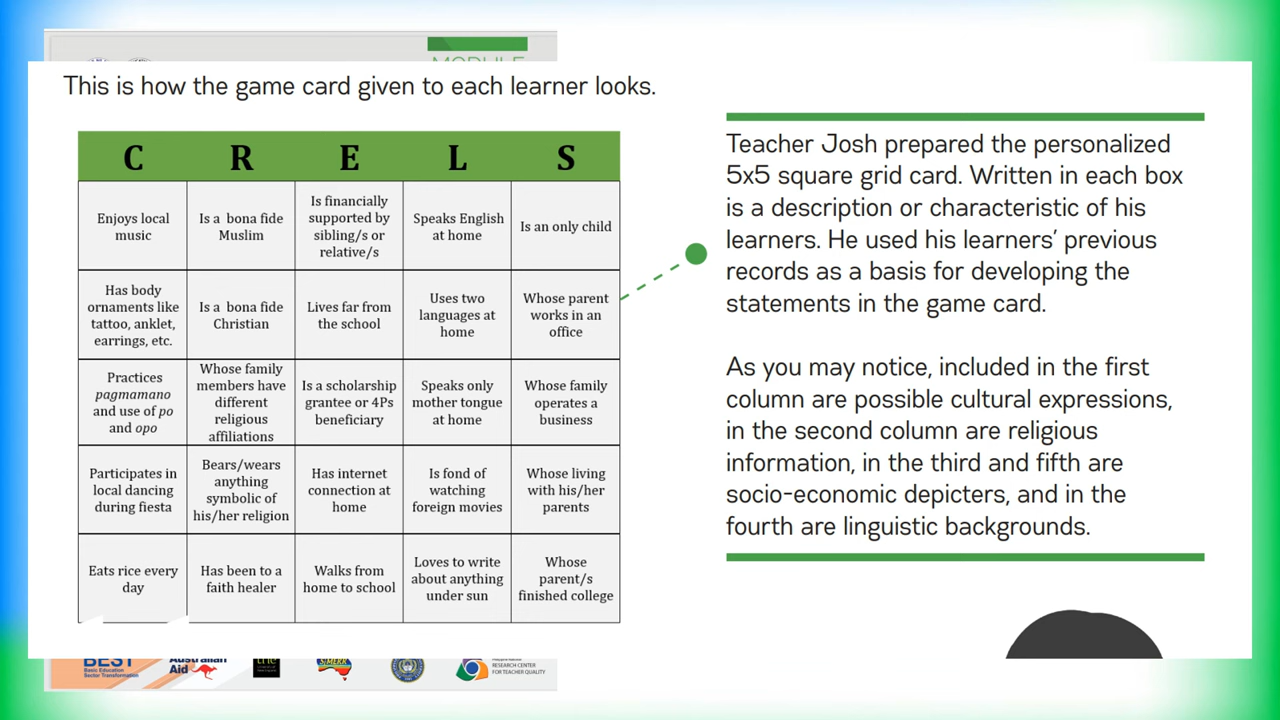 MODULE
This is how the game card given to each learner looks.
C R E L S
Enjoys local
music
Is a bona fide
Muslim
Is financially
supported by
sibling/s or
relative/s
Speaks English
at home
Is an only child
Has body
ornaments like
tattoo, anklet,
earrings, etc.
Is a bona fide
Christian
Lives far from
the school
Uses two
languages at
home
Whose parent
works in an
office
Practices
pagmamano
and use of po
and opo
Whose family
members have
different
religious
affiliations
Is a scholarship
grantee or 4Ps
beneficiary
Speaks only
mother tongue
at home
Whose family
operates a
business
Participates in
local dancing
during fiesta
Bears/wears
anything
symbolic of
his/her religion
Has internet
connection at
home
Is fond of
watching
foreign movies
Whose living
with his/her
parents
Eats rice every
day
Has been to a
faith healer
Walks from
home to school
Loves to write
about anything
under sun
Whose
parent/s
finished college
Teacher Josh prepared the personalized
5x5 square grid card. Written in each box
is a description or characteristic of his
learners. He used his learners’ previous
records as a basis for developing the
statements in the game card.
As you may notice, included in the first
column are possible cultural expressions,
in the second column are religious
information, in the third and fifth are
socio-economic depicters, and in the
fourth are linguistic backgrounds.
BEST
Basic Education
Sector Transformation
Australian
Aid
SiMERR
RESEARCH CENTER
FOR TEACHER QUALITY